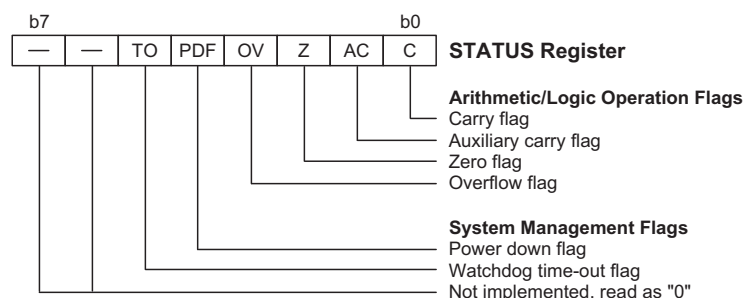 b7 b0
— — TO PDF OV Z AC C STATUS Register
Arithmetic/Logic Operation Flags
Carry flag
Auxiliary carry flag
Zero flag
Overflow flag
System Management Flags
Power down flag
Watchdog time-out flag
Not implemented, read as "0"